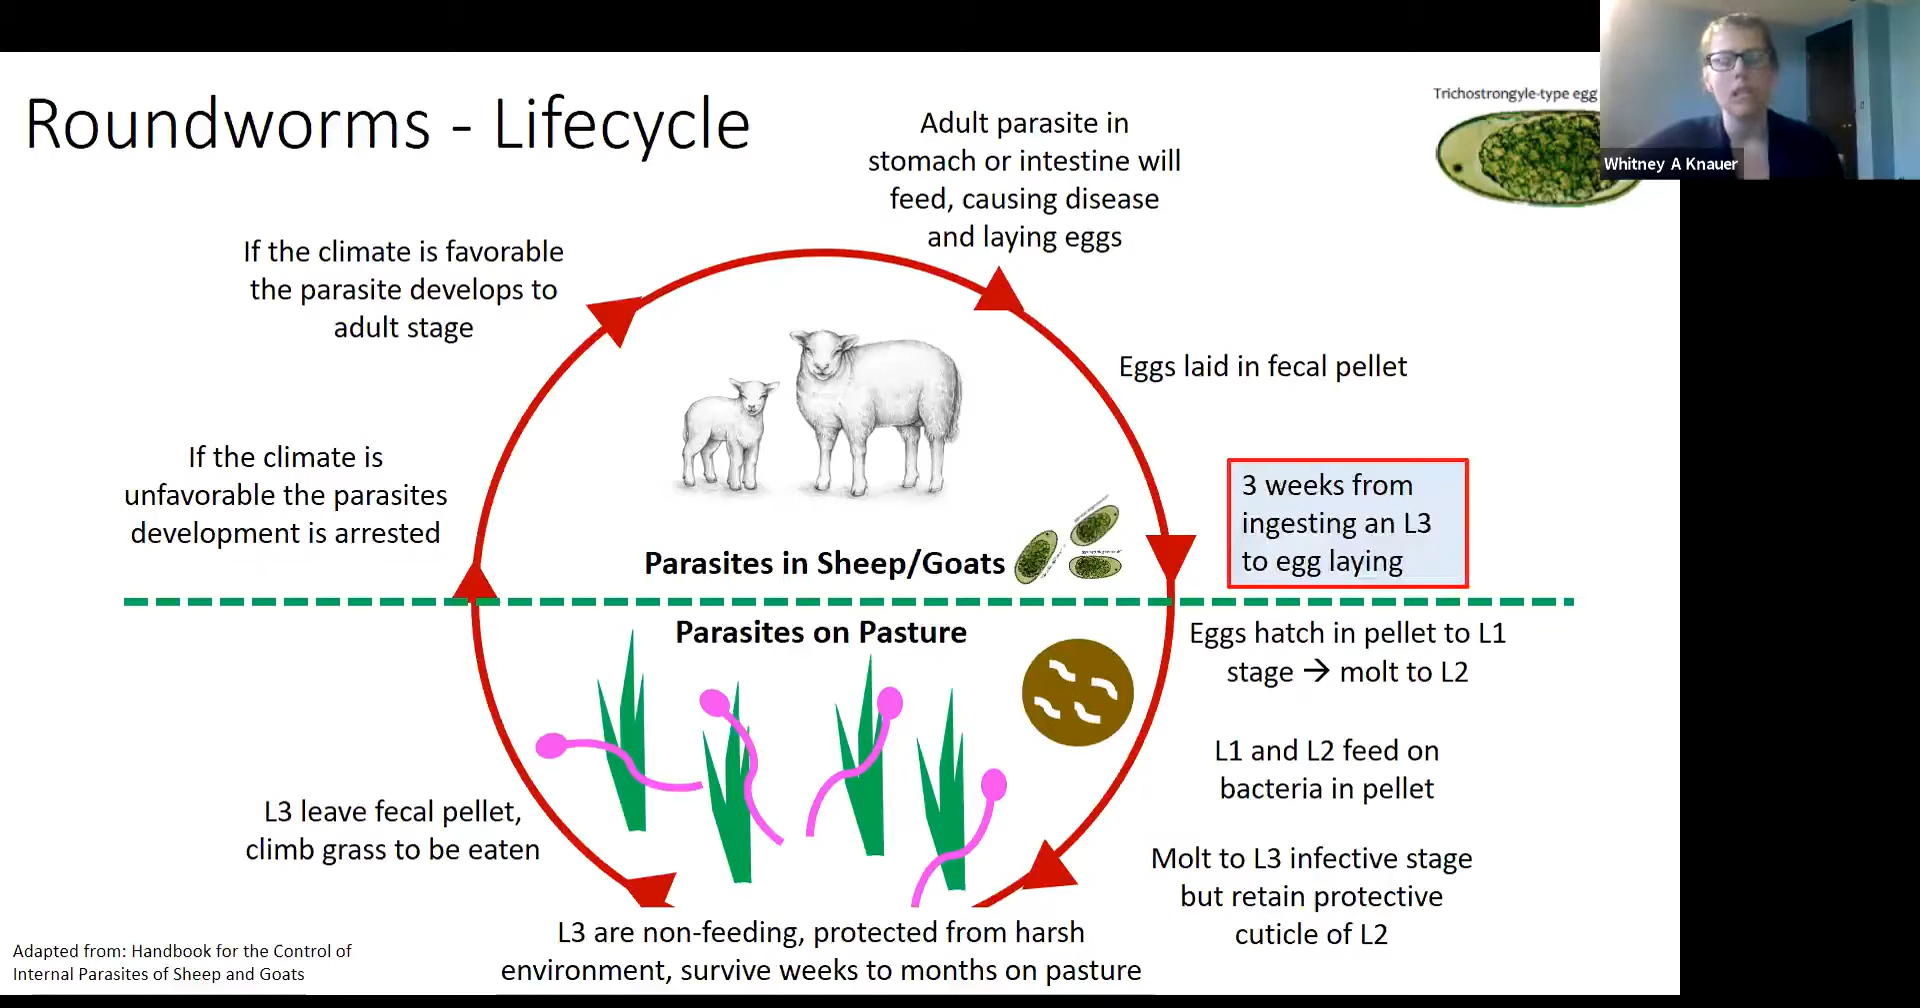 Roundworms - Lifecycle
Trichostrongyle-type egg
Whitney A Knauer
Adult parasite in
stomach or intestine will
feed, causing disease
and laying eggs
Eggs laid in fecal pellet
3 weeks from
ingesting an L3
to egg laying
Eggs hatch in pellet to L1
stage → molt to L2
L1 and L2 feed on
bacteria in pellet
Molt to L3 infective stage
but retain protective
cuticle of L2
L3 are non-feeding, protected from harsh
environment, survive weeks to months on pasture
L3 leave fecal pellet,
climb grass to be eaten
If the climate is
unfavorable the parasites
development is arrested
If the climate is favorable
the parasite develops to
adult stage
Parasites in Sheep/Goats
Parasites on Pasture
Adapted from: Handbook for the Control of
Internal Parasites of Sheep and Goats